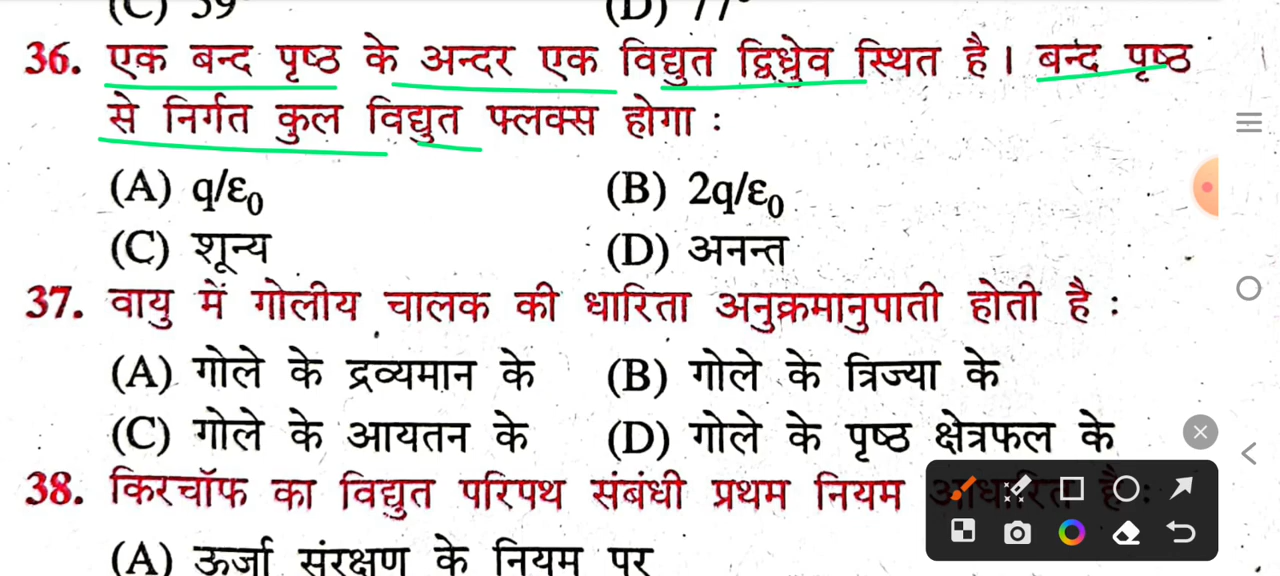 36. एक बन्द पृष्ठ के अन्दर एक विद्युत द्विध्रुव स्थित है। बन्द पृष्ठ
से निर्गत कुल विद्युत फ्लक्स होगा :
(A) q/ε₀ (B) 2q/ε₀
(C) शून्य (D) अनन्त
37. वायु में गोलीय चालक की धारिता अनुक्रमानुपाती होती है :
(A) गोले के द्रव्यमान के (B) गोले के त्रिज्या के
(C) गोले के आयतन के (D) गोले के पृष्ठ क्षेत्रफल के
38. किरचॉफ का विद्युत परिपथ संबंधी प्रथम नियम आधारित है :
(A) ऊर्जा संरक्षण के नियम पर